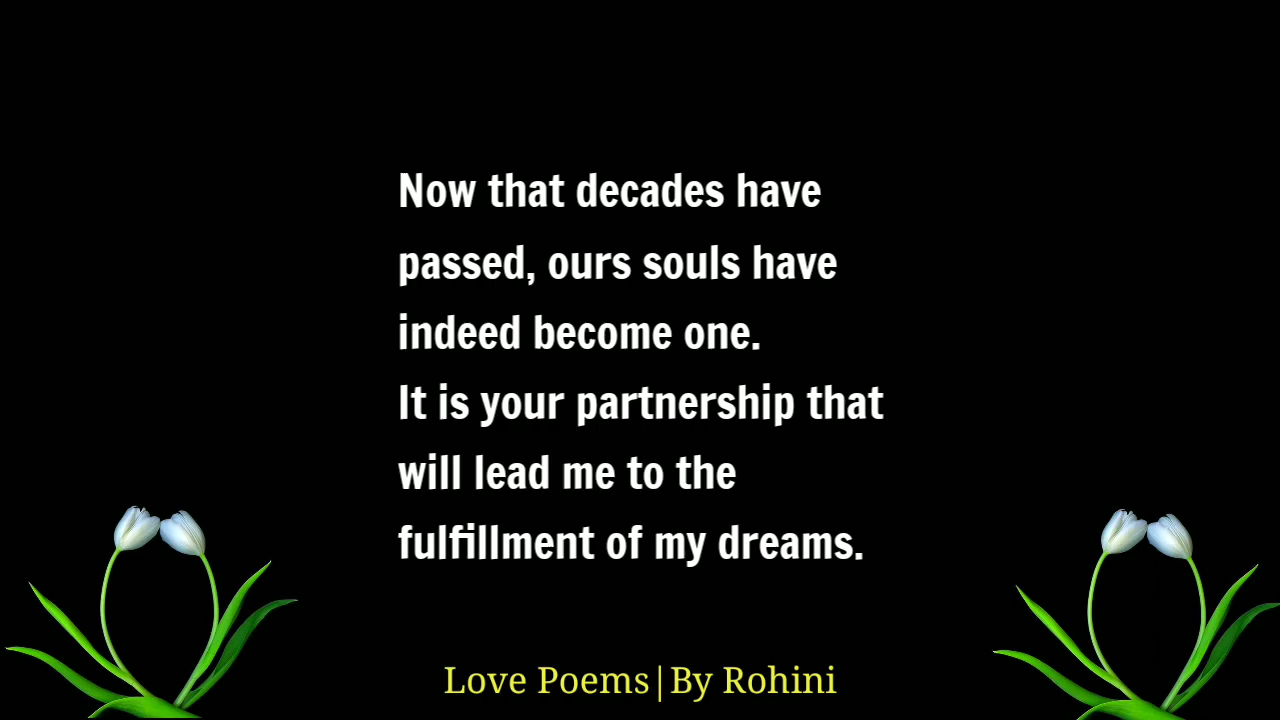 Now that decades have
passed, ours souls have
indeed become one.
It is your partnership that
will lead me to the
fulfillment of my dreams.
Love Poems|By Rohini